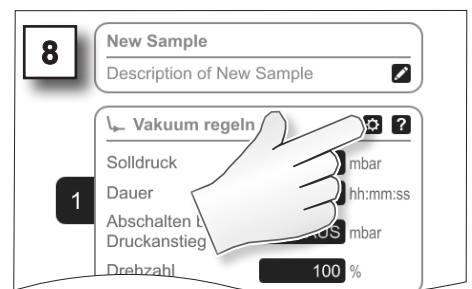 8
New Sample
Description of New Sample
Vakuum regeln
?
Solldruck mbar
1
Dauer hh:mm:ss
Abschalten
Druckanstieg AUS mbar
Drehzahl 100 %